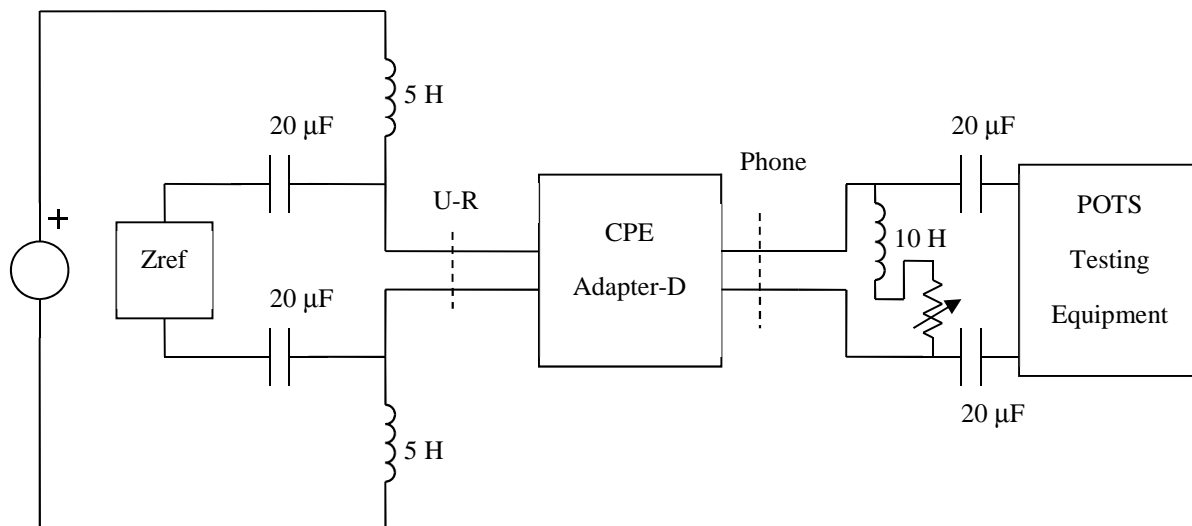 5 H
20 μF
20 μF
Phone
U-R
+
Zref
CPE
Adapter-D
10 H
POTS
Testing
Equipment
20 μF
20 μF
5 H